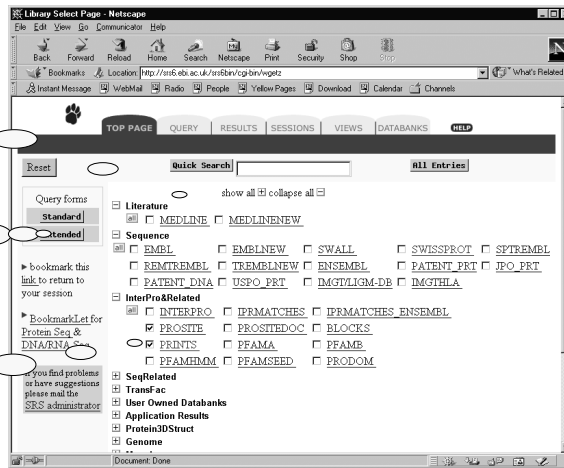 Library Select Page - Netscape
File Edit View Go Communicator Help
Back Forward Reload Home Search Netscape Print Security Shop Stop
Bookmarks Location: http://srs6.ebi.ac.uk/srs6bin/cgi-bin/wgetz What's Related
Instant Message WebMail Radio People Yellow Pages Download Calendar Channels
TOP PAGE QUERY RESULTS SESSIONS VIEWS DATABANKS HELP
Reset Quick Search All Entries
show all collapse all
Query forms
Standard
bookmark this
link to return to
your session
BookmarkLet for
Protein Seq &
DNA/RNA
If you find problems
or have suggestions
please mail the
SRS administrator
Literature
all MEDLINE MEDLINENEW
Sequence
all EMBL EMBLNEW SWALL SWISSPROT SPTREMBL
REMTREMBL TREMBLNEW ENSEMBL PATENT_PRT JPO_PRT
PATENT_DNA USPO_PRT IMGT/LIGM-DB IMGTHLA
InterPro&Related
all INTERPRO IPRMATCHES IPRMATCHES_ENSEMBL
PROSITE PROSITEDOC BLOCKS
PRINTS PFAMA PFAMB
PFAMHMM PFAMSEED PRODOM
SeqRelated
TransFac
User Owned Databanks
Application Results
Protein3DStruct
Genome
Document: Done